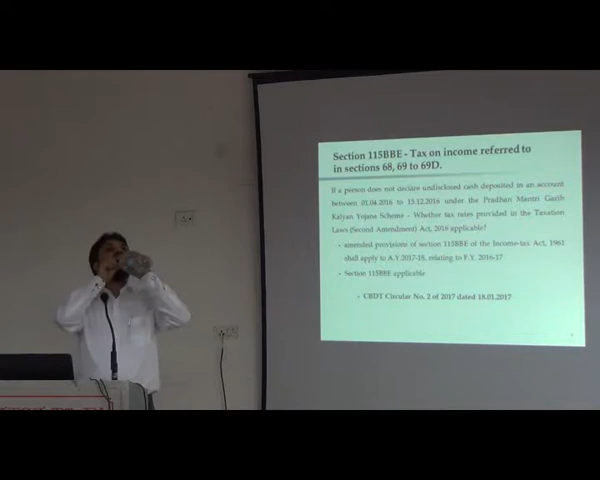 Section 115BBE - Tax on income referred to
in sections 68, 69 to 69D.
If a person does not declare undisclosed cash deposited in an account
between 01.04.2016 to 15.12.2016 under the Pradhan Mantri Garib
Kalyan Yojana Scheme - Whether tax rates provided in the Taxation
Laws (Second Amendment) Act, 2016 applicable?
- amended provisions of section 115BBE of the Income-tax Act, 1961
shall apply to A.Y.2017-18, relating to F.Y. 2016-17
- Section 115BBE applicable
- CBDT Circular No. 2 of 2017 dated 18.01.2017